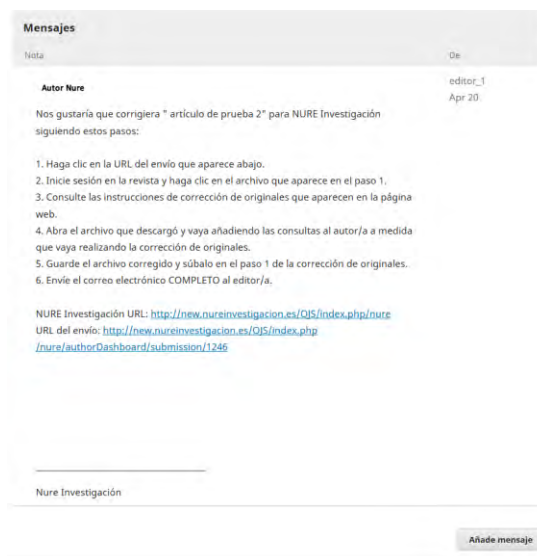 Mensajes
Nota
De
Autor Nure
editor_1
Apr 20
Nos gustaría que corrigiera " artículo de prueba 2" para NURE Investigación
siguiendo estos pasos:
1. Haga clic en la URL del envío que aparece abajo.
2. Inicie sesión en la revista y haga clic en el archivo que aparece en el paso 1.
3. Consulte las instrucciones de corrección de originales que aparecen en la página
web.
4. Abra el archivo que descargó y vaya añadiendo las consultas al autor/a a medida
que vaya realizando la corrección de originales.
5. Guarde el archivo corregido y súbalo en el paso 1 de la corrección de originales.
6. Envíe el correo electrónico COMPLETO al editor/a.
NURE Investigación URL: http://new.nureinvestigacion.es/OJS/index.php/nure
URL del envío: http://new.nureinvestigacion.es/OJS/index.php
/nure/authorDashboard/submission/1246
Nure Investigación
Añade mensaje